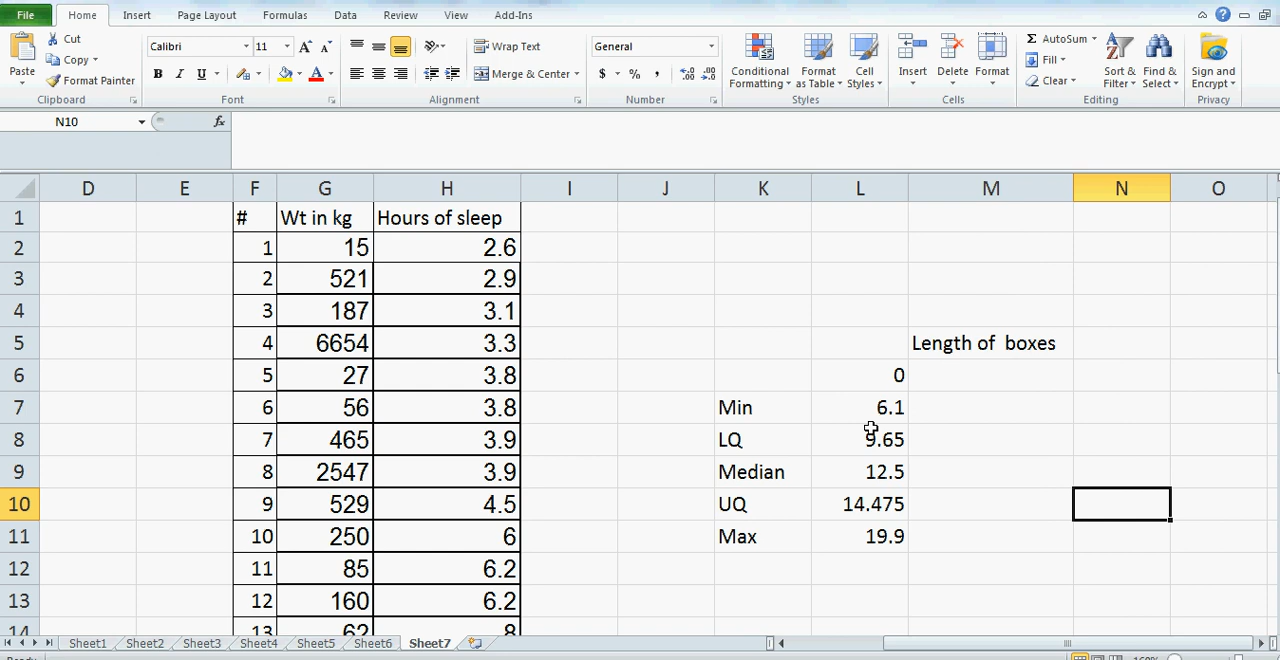 File Home Insert Page Layout Formulas Data Review View Add-Ins
Paste Cut Copy Format Painter
Calibri 11
B I U A
Wrap Text
Merge & Center
General
$ % ,
Conditional Formatting Format as Table Cell Styles
Insert Delete Format
Σ AutoSum Fill Clear
Sort & Filter Find & Select
Sign and Encrypt
Clipboard Font Alignment Number Styles Cells Editing Privacy
N10 fx
D E F G H I J K L M N O
1 # Wt in kg Hours of sleep
2 1 15 2.6
3 2 521 2.9
4 3 187 3.1
5 4 6654 3.3 Length of boxes
6 5 27 3.8 0
7 6 56 3.8 Min 6.1
8 7 465 3.9 LQ 9.65
9 8 2547 3.9 Median 12.5
10 9 529 4.5 UQ 14.475
11 10 250 6 Max 19.9
12 11 85 6.2
13 12 160 6.2
14 13 62 8
Sheet1 Sheet2 Sheet3 Sheet4 Sheet5 Sheet6 Sheet7